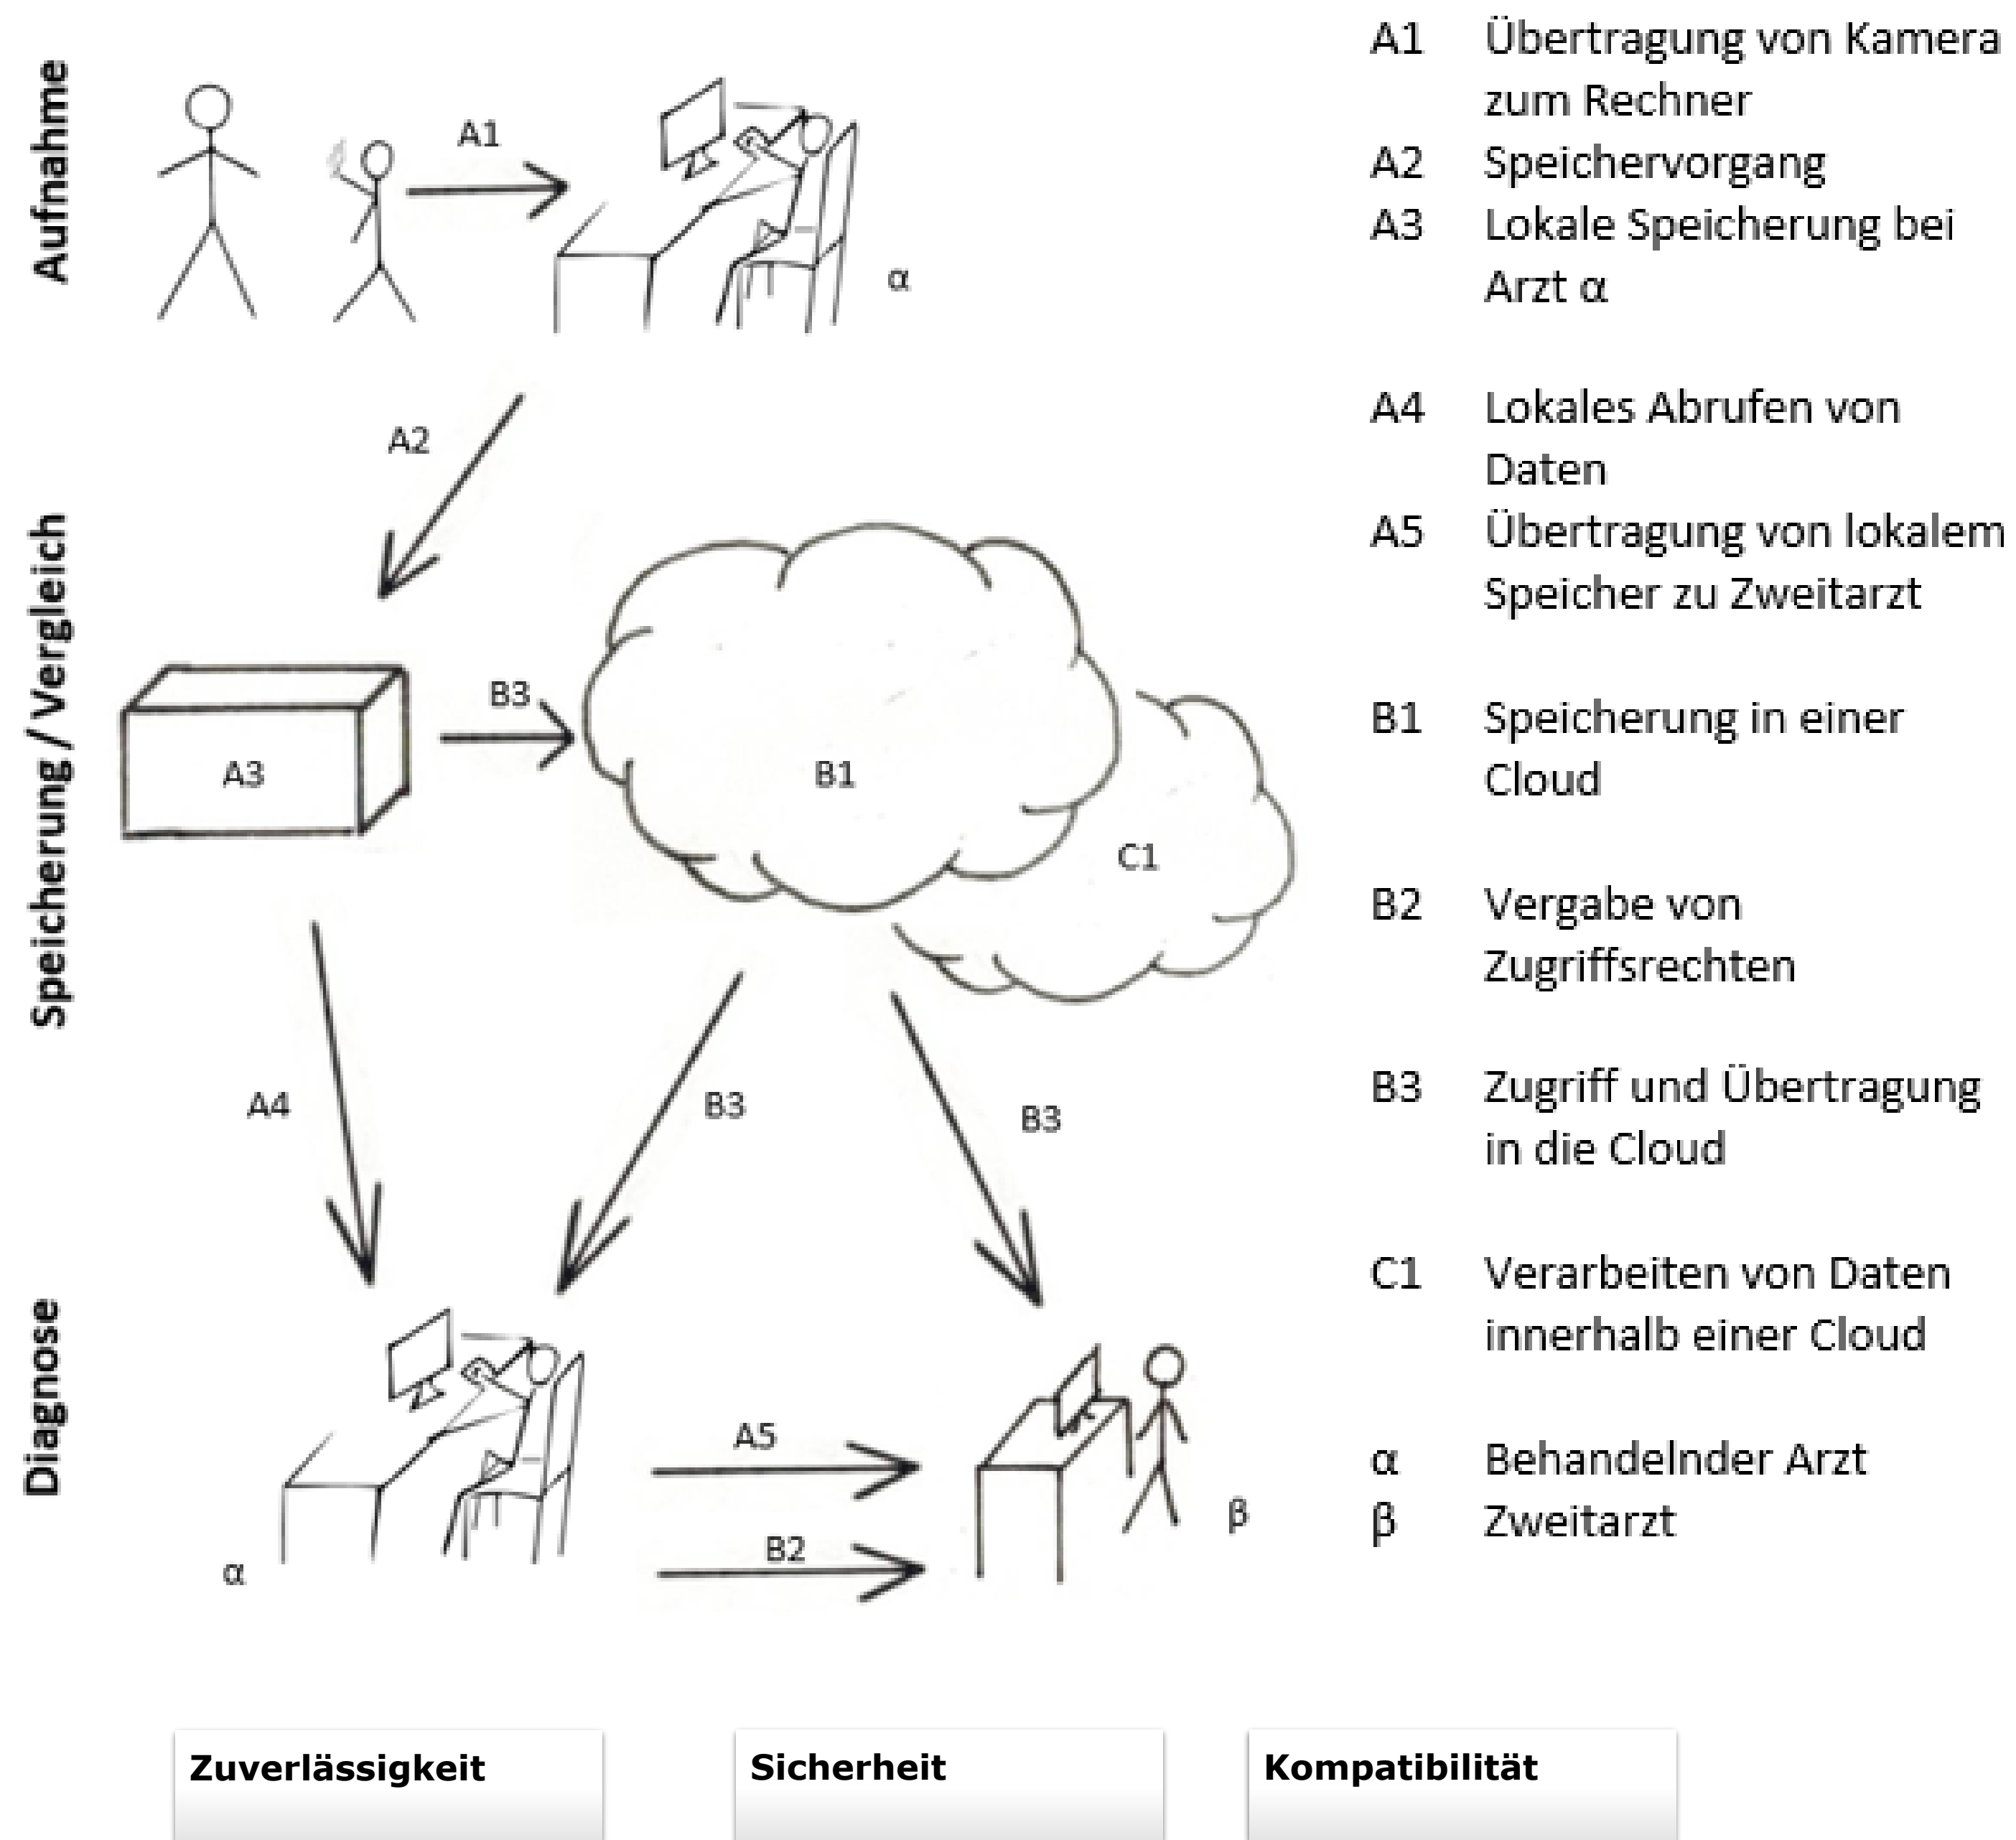 Aufnahme
A1
α
A2
Speicherung / Vergleich
A3
B3
B1
C1
A4
B3
B3
Diagnose
A5
B2
α
β
A1 Übertragung von Kamera
zum Rechner
A2 Speichervorgang
A3 Lokale Speicherung bei
Arzt α
A4 Lokales Abrufen von
Daten
A5 Übertragung von lokalem
Speicher zu Zweitarzt
B1 Speicherung in einer
Cloud
B2 Vergabe von
Zugriffsrechten
B3 Zugriff und Übertragung
in die Cloud
C1 Verarbeiten von Daten
innerhalb einer Cloud
α Behandelnder Arzt
β Zweitarzt
Zuverlässigkeit
Sicherheit
Kompatibilität